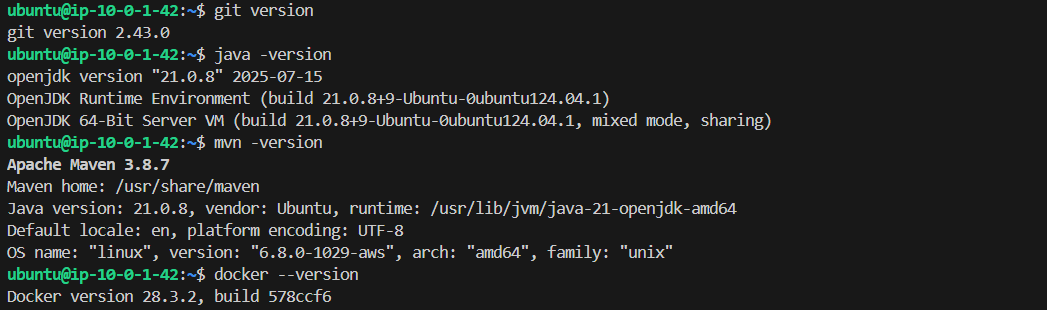 ubuntu@ip-10-0-1-42:~$ git version
git version 2.43.0
ubuntu@ip-10-0-1-42:~$ java -version
openjdk version "21.0.8" 2025-07-15
OpenJDK Runtime Environment (build 21.0.8+9-Ubuntu-0ubuntu124.04.1)
OpenJDK 64-Bit Server VM (build 21.0.8+9-Ubuntu-0ubuntu124.04.1, mixed mode, sharing)
ubuntu@ip-10-0-1-42:~$ mvn -version
Apache Maven 3.8.7
Maven home: /usr/share/maven
Java version: 21.0.8, vendor: Ubuntu, runtime: /usr/lib/jvm/java-21-openjdk-amd64
Default locale: en, platform encoding: UTF-8
OS name: "linux", version: "6.8.0-1029-aws", arch: "amd64", family: "unix"
ubuntu@ip-10-0-1-42:~$ docker --version
Docker version 28.3.2, build 578ccf6